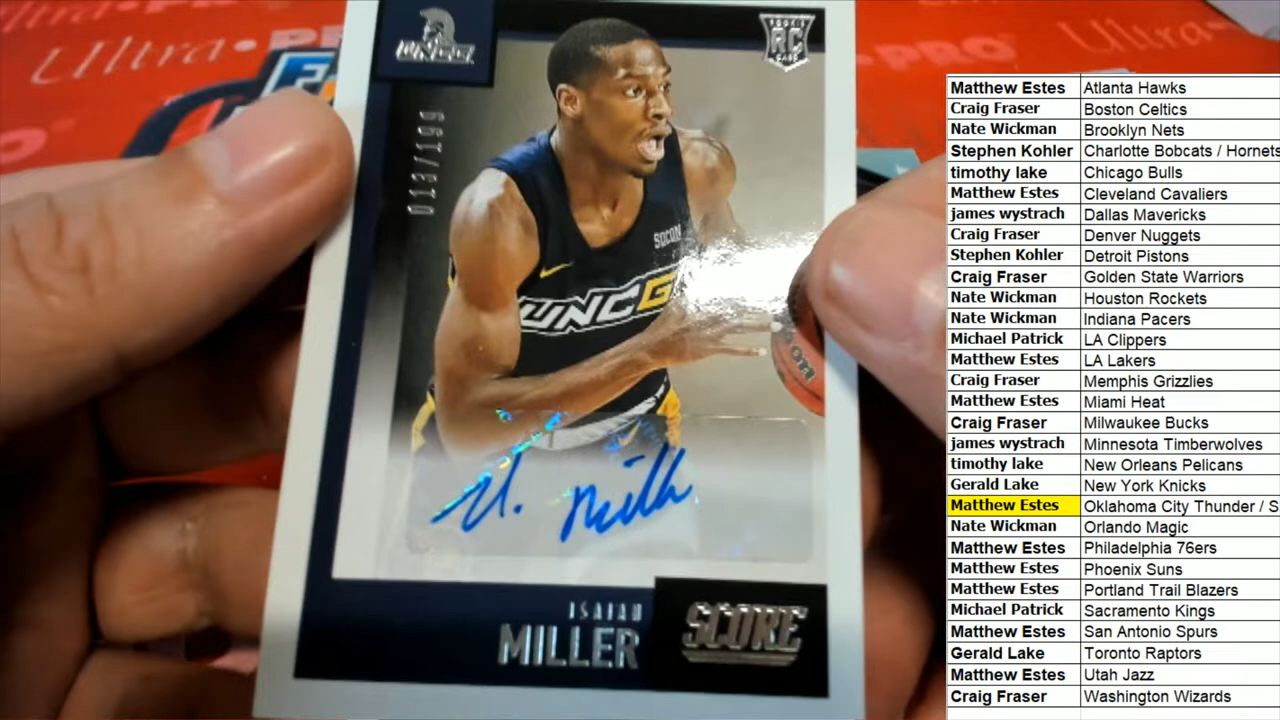 Ultra•PRO
PRO
Ultra•PRO
UNCG
ROOKIE
RC
CARD
013/199
SOCON
UNCG
I. Mill
ISAIAH
MILLER
SCORE
Matthew Estes Atlanta Hawks
Craig Fraser Boston Celtics
Nate Wickman Brooklyn Nets
Stephen Kohler Charlotte Bobcats / Hornets
timothy lake Chicago Bulls
Matthew Estes Cleveland Cavaliers
james wystrach Dallas Mavericks
Craig Fraser Denver Nuggets
Stephen Kohler Detroit Pistons
Craig Fraser Golden State Warriors
Nate Wickman Houston Rockets
Nate Wickman Indiana Pacers
Michael Patrick LA Clippers
Matthew Estes LA Lakers
Craig Fraser Memphis Grizzlies
Matthew Estes Miami Heat
Craig Fraser Milwaukee Bucks
james wystrach Minnesota Timberwolves
timothy lake New Orleans Pelicans
Gerald Lake New York Knicks
Matthew Estes Oklahoma City Thunder / S
Nate Wickman Orlando Magic
Matthew Estes Philadelphia 76ers
Matthew Estes Phoenix Suns
Matthew Estes Portland Trail Blazers
Michael Patrick Sacramento Kings
Matthew Estes San Antonio Spurs
Gerald Lake Toronto Raptors
Matthew Estes Utah Jazz
Craig Fraser Washington Wizards